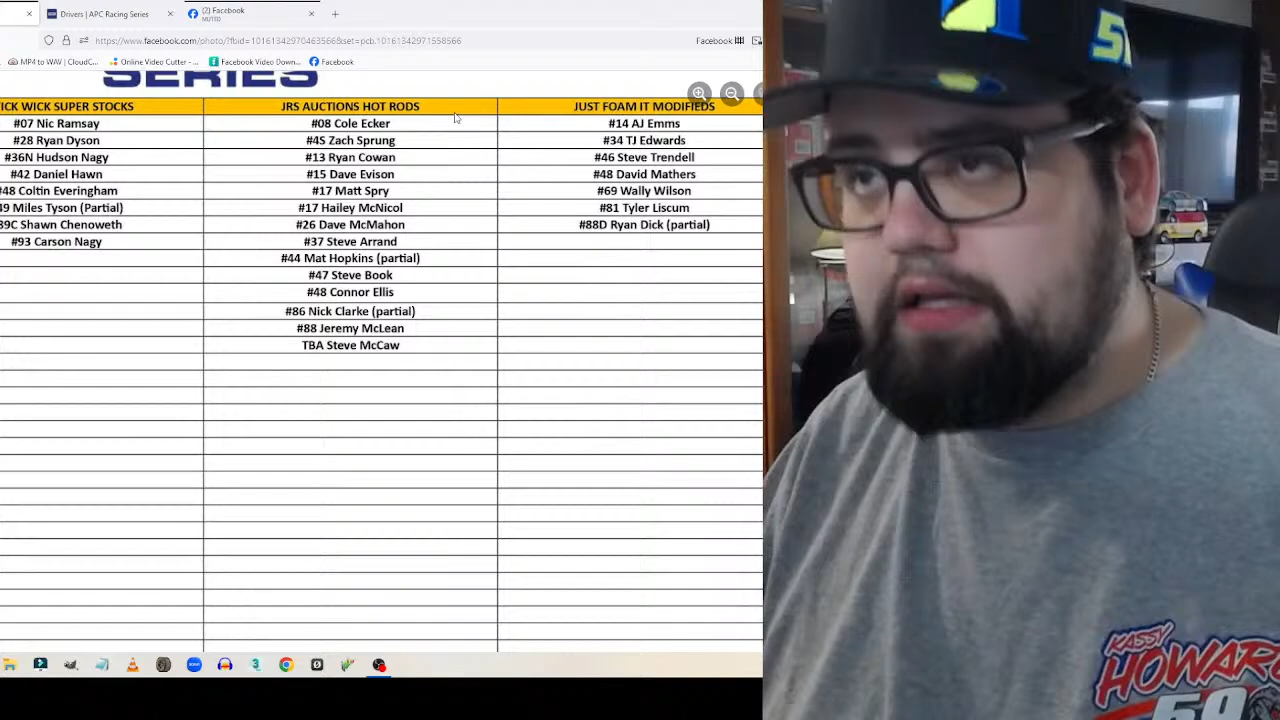 Drivers | APC Racing Series
(2) Facebook
MUTED
https://www.facebook.com/photo/?fbid=10161342970463566&set=pcb.10161342971558566
Facebook
MP4 to WAV | CloudC...
Online Video Cutter - ...
Facebook Video Down...
Facebook
SERIES
ICK WICK SUPER STOCKS
#07 Nic Ramsay
#28 Ryan Dyson
#36N Hudson Nagy
#42 Daniel Hawn
#48 Coltin Everingham
49 Miles Tyson (Partial)
89C Shawn Chenoweth
#93 Carson Nagy
JRS AUCTIONS HOT RODS
#08 Cole Ecker
#4S Zach Sprung
#13 Ryan Cowan
#15 Dave Evison
#17 Matt Spry
#17 Hailey McNicol
#26 Dave McMahon
#37 Steve Arrand
#44 Mat Hopkins (partial)
#47 Steve Book
#48 Connor Ellis
#86 Nick Clarke (partial)
#88 Jeremy McLean
TBA Steve McCaw
JUST FOAM IT MODIFIEDS
#14 AJ Emms
#34 TJ Edwards
#46 Steve Trendell
#48 David Mathers
#69 Wally Wilson
#81 Tyler Liscum
#88D Ryan Dick (partial)
KASSY
HOWARD